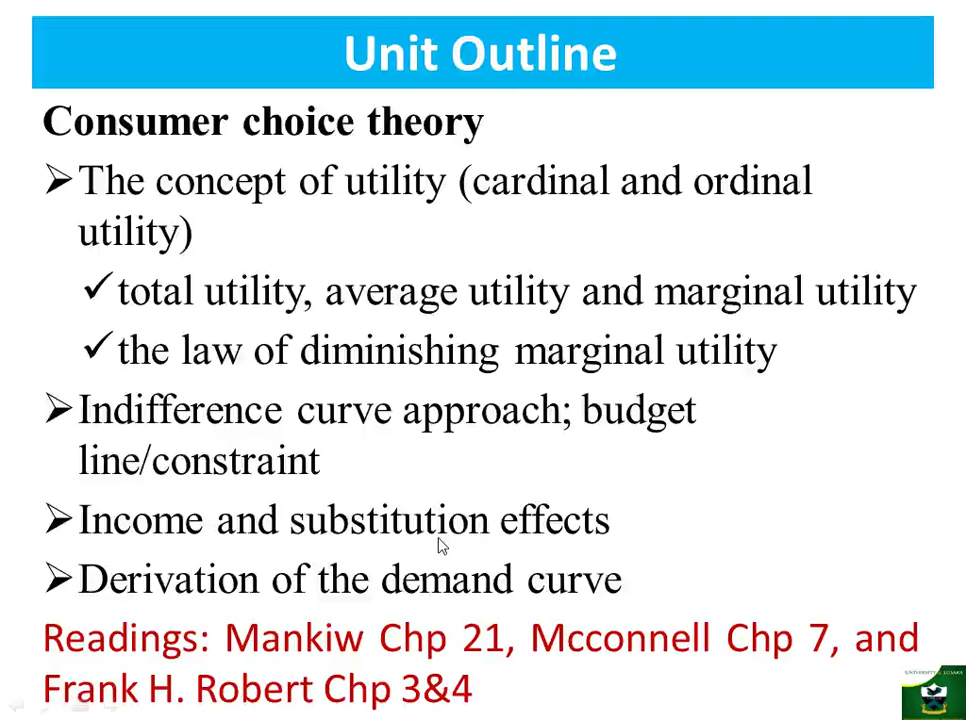 Unit Outline
Consumer choice theory
➢The concept of utility (cardinal and ordinal
utility)
✓total utility, average utility and marginal utility
✓the law of diminishing marginal utility
➢Indifference curve approach; budget
line/constraint
➢Income and substitution effects
➢Derivation of the demand curve
Readings: Mankiw Chp 21, Mcconnell Chp 7, and
Frank H. Robert Chp 3&4